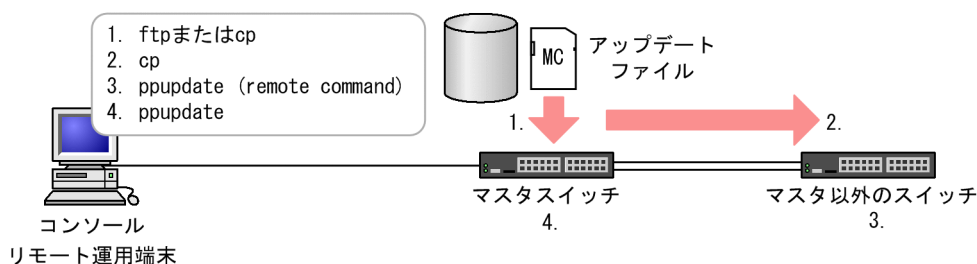 1. ftpまたはcp
2. cp
3. ppupdate (remote command)
4. ppupdate
MC
アップデート
ファイル
1.
2.
マスタスイッチ
4.
マスタ以外のスイッチ
3.
コンソール
リモート運用端末